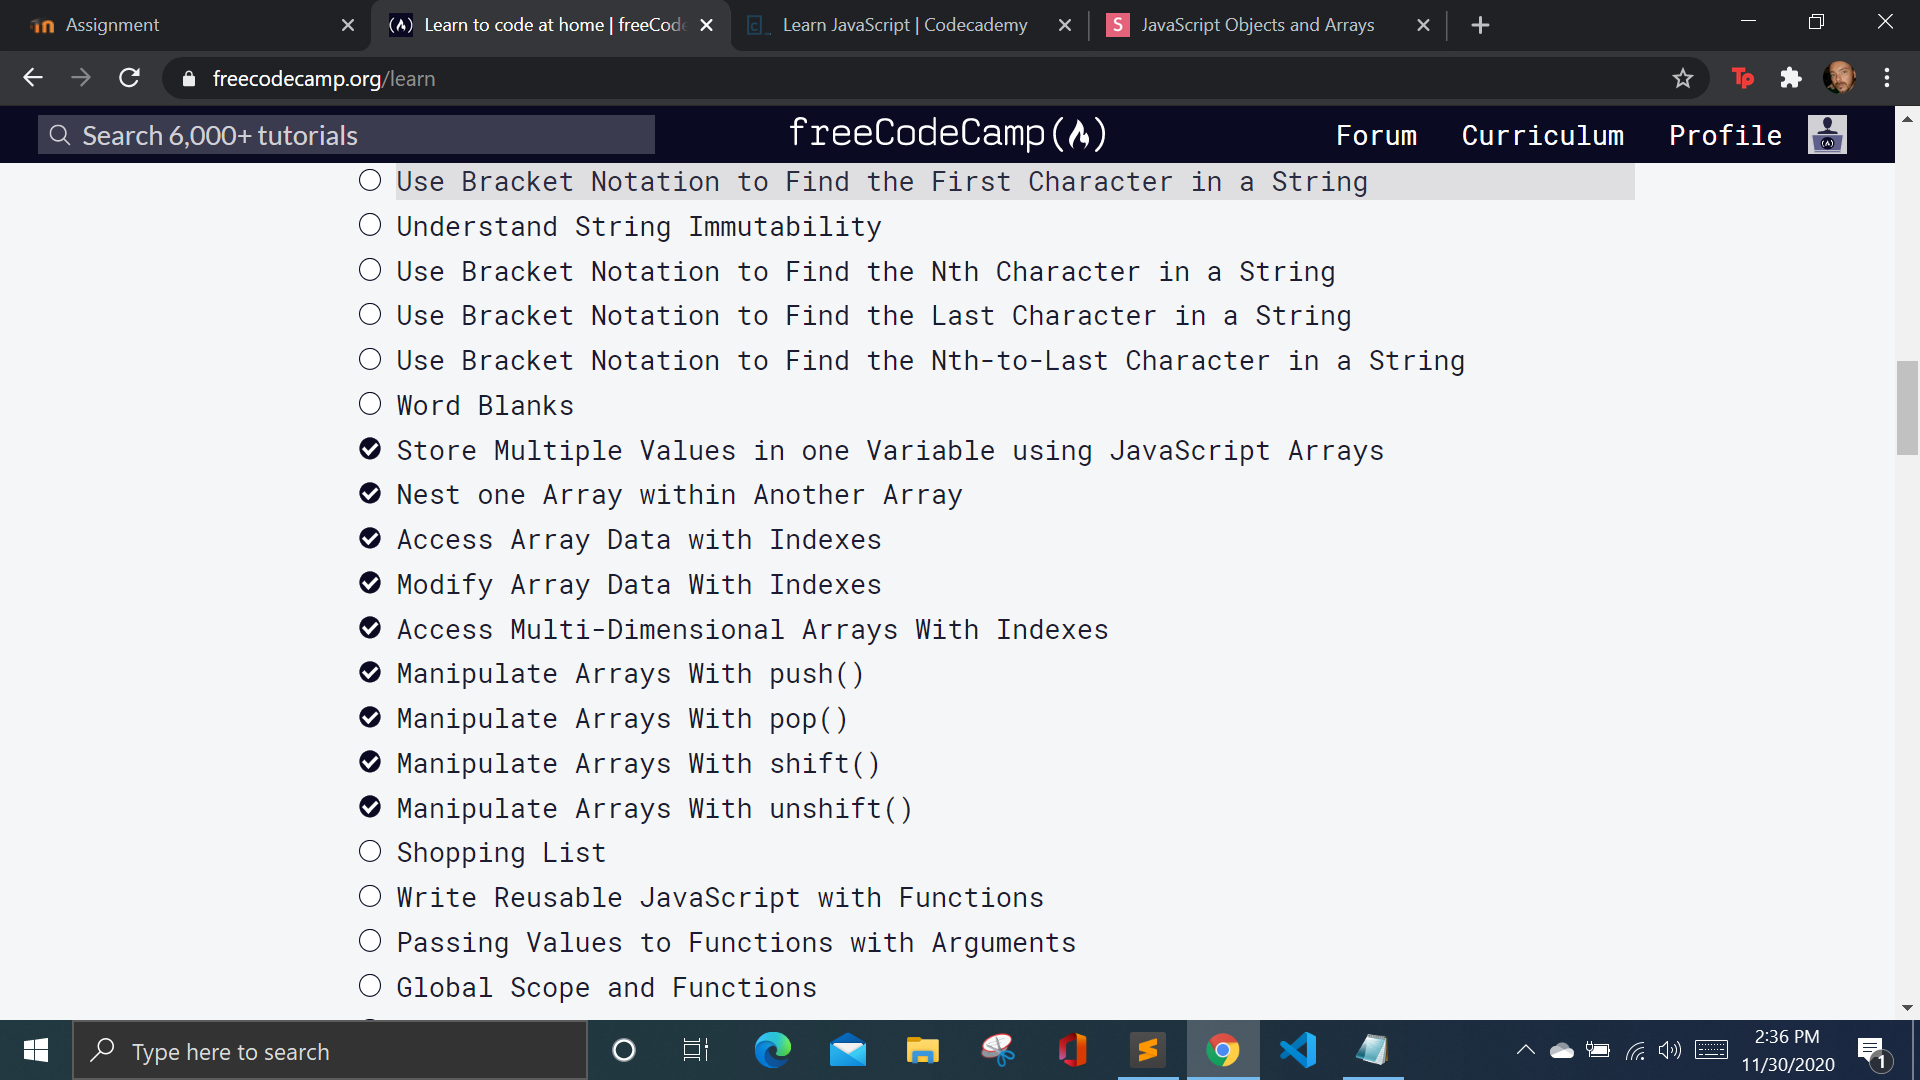 Assignment
Learn to code at home | freeCode
Learn JavaScript | Codecademy
S
JavaScript Objects and Arrays
freecodecamp.org/learn
Tp
Search 6,000+ tutorials
freeCodeCamp(🔥)
Forum
Curriculum
Profile
Use Bracket Notation to Find the First Character in a String
Understand String Immutability
Use Bracket Notation to Find the Nth Character in a String
Use Bracket Notation to Find the Last Character in a String
Use Bracket Notation to Find the Nth-to-Last Character in a String
Word Blanks
Store Multiple Values in one Variable using JavaScript Arrays
Nest one Array within Another Array
Access Array Data with Indexes
Modify Array Data With Indexes
Access Multi-Dimensional Arrays With Indexes
Manipulate Arrays With push()
Manipulate Arrays With pop()
Manipulate Arrays With shift()
Manipulate Arrays With unshift()
Shopping List
Write Reusable JavaScript with Functions
Passing Values to Functions with Arguments
Global Scope and Functions
Type here to search
2:36 PM
11/30/2020
1